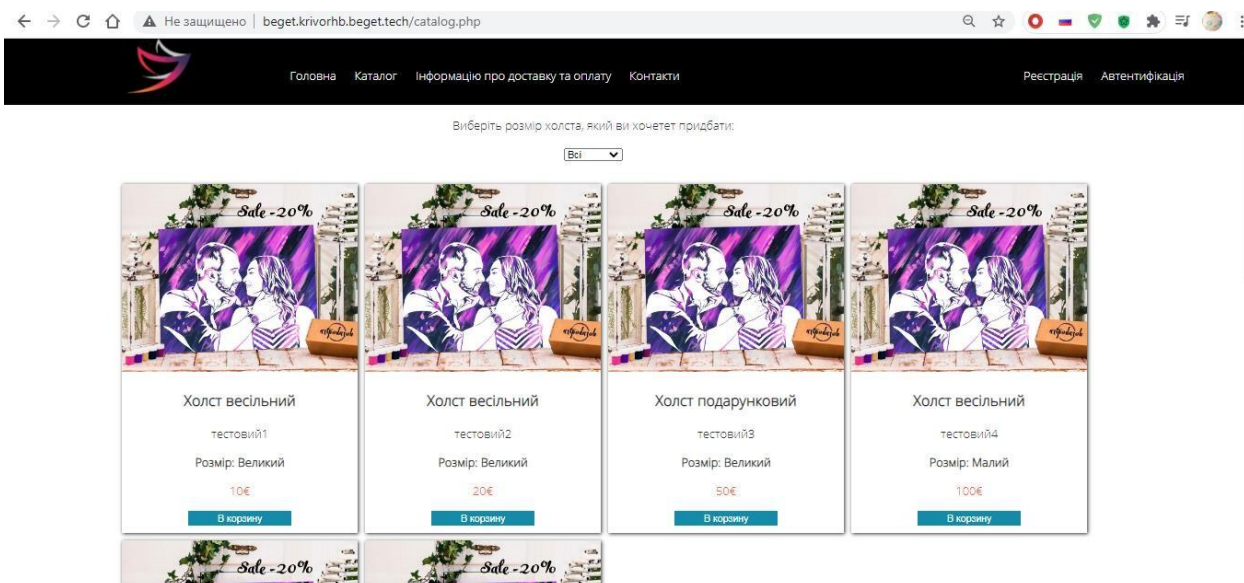 Не защищено | beget.krivorhb.beget.tech/catalog.php
Головна Каталог Інформацію про доставку та оплату Контакти Реєстрація Автентифікація
Виберіть розмір холста, який ви хочетет придбати:
Всі
Sale -20% Sale -20% Sale -20% Sale -20%
Холст весільний Холст весільний Холст подарунковий Холст весільний
тестовий1 тестовий2 тестовий3 тестовий4
Розмір: Великий Розмір: Великий Розмір: Великий Розмір: Малий
10€ 20€ 50€ 100€
В корзину В корзину В корзину В корзину
Sale -20% Sale -20%